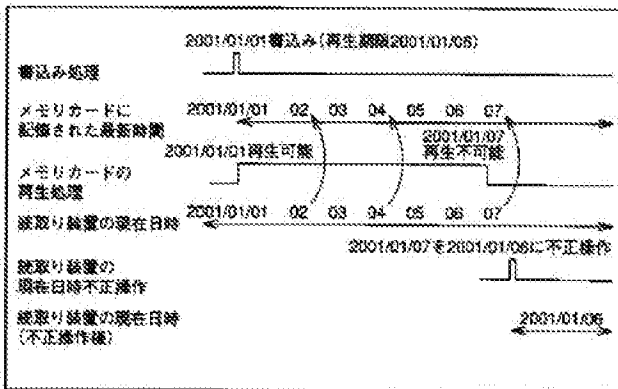 2001/01/01書込み(再生期限2001/01/06)
書込み処理
メモリカードに
記憶された最新時間
2001/01/01 02 03 04 05 06 07
2001/01/01再生可能
2001/01/07
再生不可能
メモリカードの
再生処理
読取り装置の現在日時
2001/01/01 02 03 04 05 06 07
2001/01/07を2001/01/06に不正操作
読取り装置の
現在日時不正操作
読取り装置の現在日時
(不正操作後)
2001/01/06